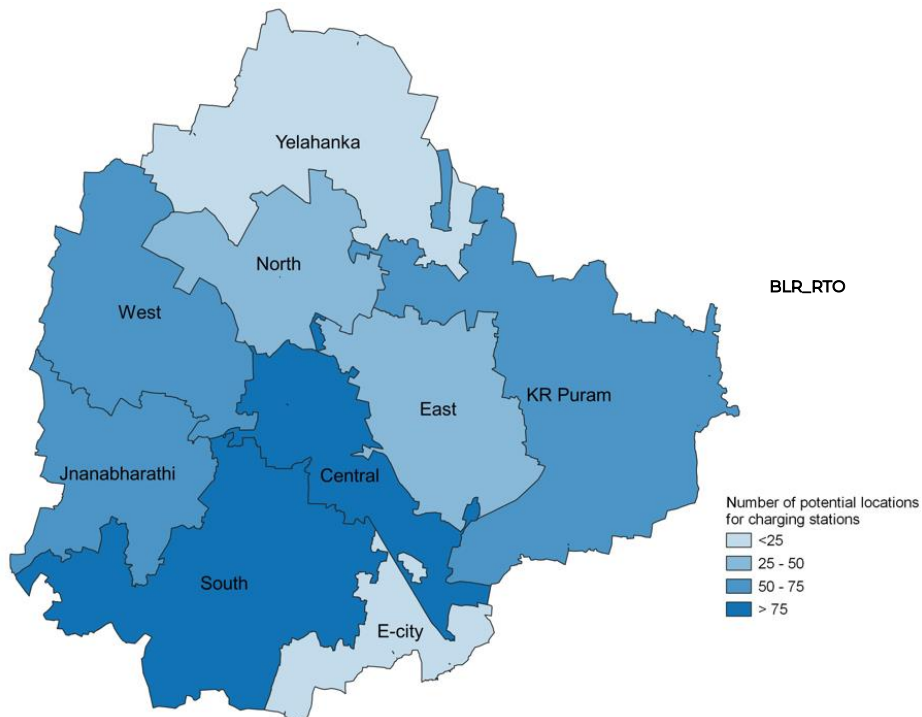 Yelahanka
North
BLR_RTO
West
KR Puram
East
Jnanabharathi
Central
Number of potential locations
for charging stations
<25
25 - 50
50 - 75
> 75
South
E-city